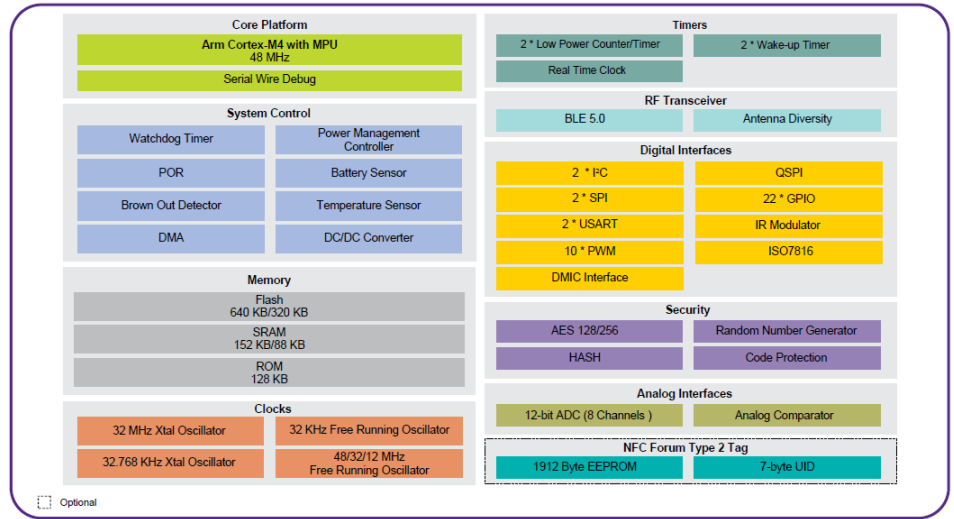 Core Platform
Arm Cortex-M4 with MPU
48 MHz
Serial Wire Debug
System Control
Watchdog Timer
Power Management
Controller
POR
Battery Sensor
Brown Out Detector
Temperature Sensor
DMA
DC/DC Converter
Memory
Flash
640 KB/320 KB
SRAM
152 KB/88 KB
ROM
128 KB
Clocks
32 MHz Xtal Oscillator
32 KHz Free Running Oscillator
32.768 KHz Xtal Oscillator
48/32/12 MHz
Free Running Oscillator
Timers
2 * Low Power Counter/Timer
2 * Wake-up Timer
Real Time Clock
RF Transceiver
BLE 5.0
Antenna Diversity
Digital Interfaces
2 * I²C
QSPI
2 * SPI
22 * GPIO
2 * USART
IR Modulator
10 * PWM
ISO7816
DMIC Interface
Security
AES 128/256
Random Number Generator
HASH
Code Protection
Analog Interfaces
12-bit ADC (8 Channels )
Analog Comparator
NFC Forum Type 2 Tag
1912 Byte EEPROM
7-byte UID
Optional